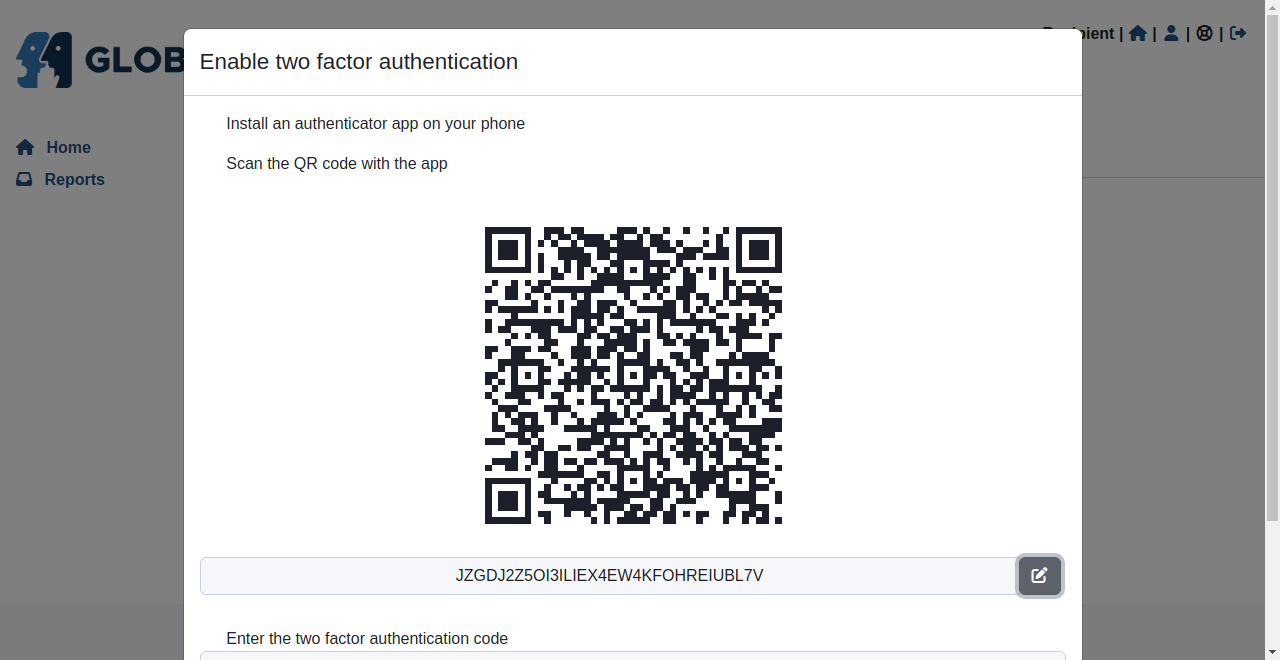 GLOB
Recipient | | | |
Enable two factor authentication
Home
Reports
Install an authenticator app on your phone
Scan the QR code with the app
JZGDJ2Z5OI3ILIEX4EW4KFOHREIUBL7V
Enter the two factor authentication code